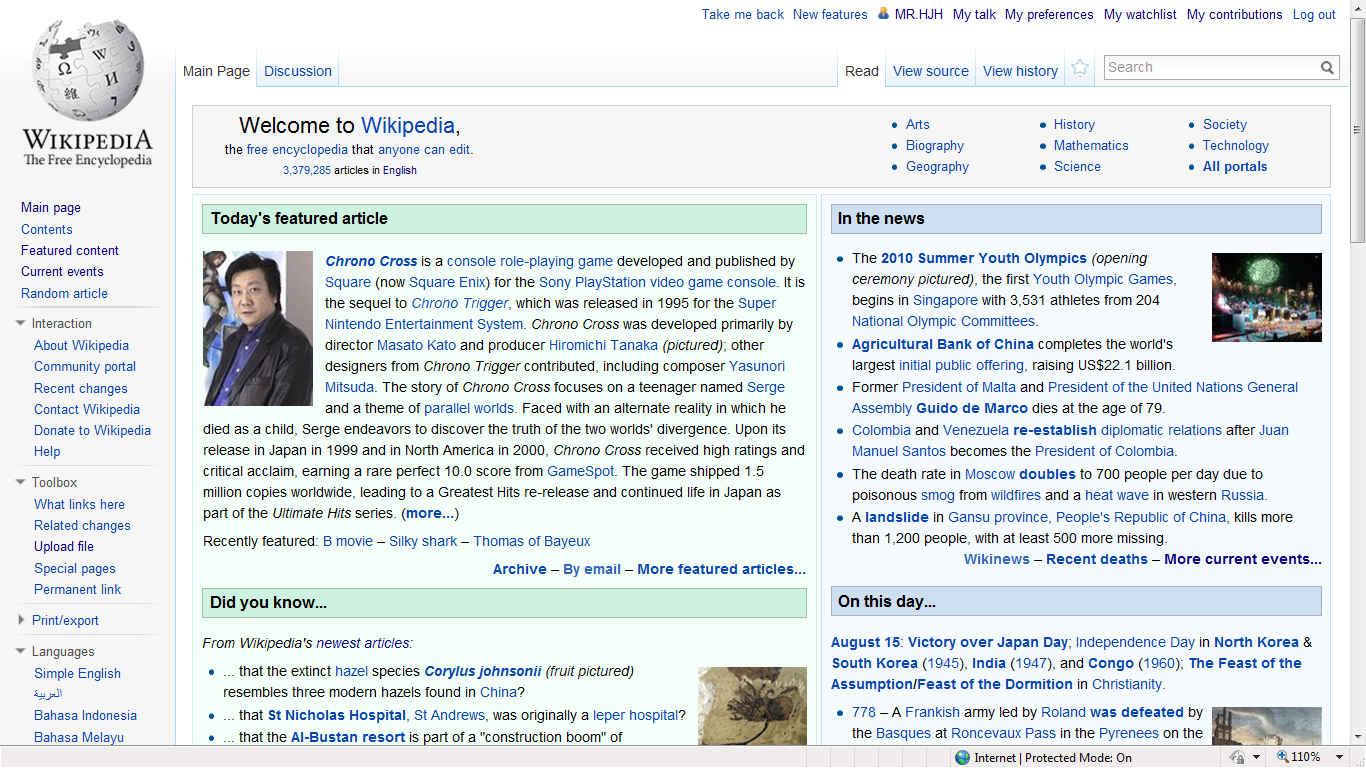 Take me back New features MR.HJH My talk My preferences My watchlist My contributions Log out
Main Page Discussion Read View source View history Search
WIKIPEDIA
The Free Encyclopedia
Main page
Contents
Featured content
Current events
Random article
Interaction
About Wikipedia
Community portal
Recent changes
Contact Wikipedia
Donate to Wikipedia
Help
Toolbox
What links here
Related changes
Upload file
Special pages
Permanent link
Print/export
Languages
Simple English
العربية
Bahasa Indonesia
Bahasa Melayu
Welcome to Wikipedia,
the free encyclopedia that anyone can edit.
3,379,285 articles in English
Arts
Biography
Geography
History
Mathematics
Science
Society
Technology
All portals
Today's featured article
Chrono Cross is a console role-playing game developed and published by
Square (now Square Enix) for the Sony PlayStation video game console. It is
the sequel to Chrono Trigger, which was released in 1995 for the Super
Nintendo Entertainment System. Chrono Cross was developed primarily by
director Masato Kato and producer Hiromichi Tanaka (pictured); other
designers from Chrono Trigger contributed, including composer Yasunori
Mitsuda. The story of Chrono Cross focuses on a teenager named Serge
and a theme of parallel worlds. Faced with an alternate reality in which he
died as a child, Serge endeavors to discover the truth of the two worlds' divergence. Upon its
release in Japan in 1999 and in North America in 2000, Chrono Cross received high ratings and
critical acclaim, earning a rare perfect 10.0 score from GameSpot. The game shipped 1.5
million copies worldwide, leading to a Greatest Hits re-release and continued life in Japan as
part of the Ultimate Hits series. (more...)
Recently featured: B movie – Silky shark – Thomas of Bayeux
Archive – By email – More featured articles...
Did you know...
From Wikipedia's newest articles:
... that the extinct hazel species Corylus johnsonii (fruit pictured)
resembles three modern hazels found in China?
... that St Nicholas Hospital, St Andrews, was originally a leper hospital?
... that the Al-Bustan resort is part of a "construction boom" of
In the news
The 2010 Summer Youth Olympics (opening
ceremony pictured), the first Youth Olympic Games,
begins in Singapore with 3,531 athletes from 204
National Olympic Committees.
Agricultural Bank of China completes the world's
largest initial public offering, raising US$22.1 billion.
Former President of Malta and President of the United Nations General
Assembly Guido de Marco dies at the age of 79.
Colombia and Venezuela re-establish diplomatic relations after Juan
Manuel Santos becomes the President of Colombia.
The death rate in Moscow doubles to 700 people per day due to
poisonous smog from wildfires and a heat wave in western Russia.
A landslide in Gansu province, People's Republic of China, kills more
than 1,200 people, with at least 500 more missing.
Wikinews – Recent deaths – More current events...
On this day...
August 15: Victory over Japan Day; Independence Day in North Korea &
South Korea (1945), India (1947), and Congo (1960); The Feast of the
Assumption/Feast of the Dormition in Christianity.
778 – A Frankish army led by Roland was defeated by
the Basques at Roncevaux Pass in the Pyrenees on the
Internet | Protected Mode: On 110%